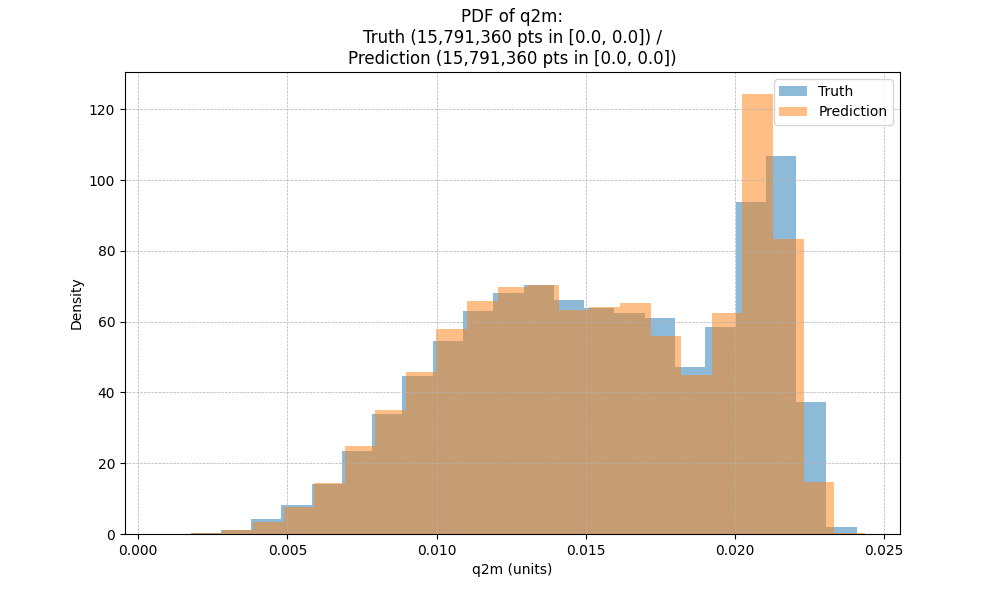 PDF of q2m:
Truth (15,791,360 pts in [0.0, 0.0]) /
Prediction (15,791,360 pts in [0.0, 0.0])
Truth
Prediction
120
100
80
60
40
20
0
Density
0.000 0.005 0.010 0.015 0.020 0.025
q2m (units)